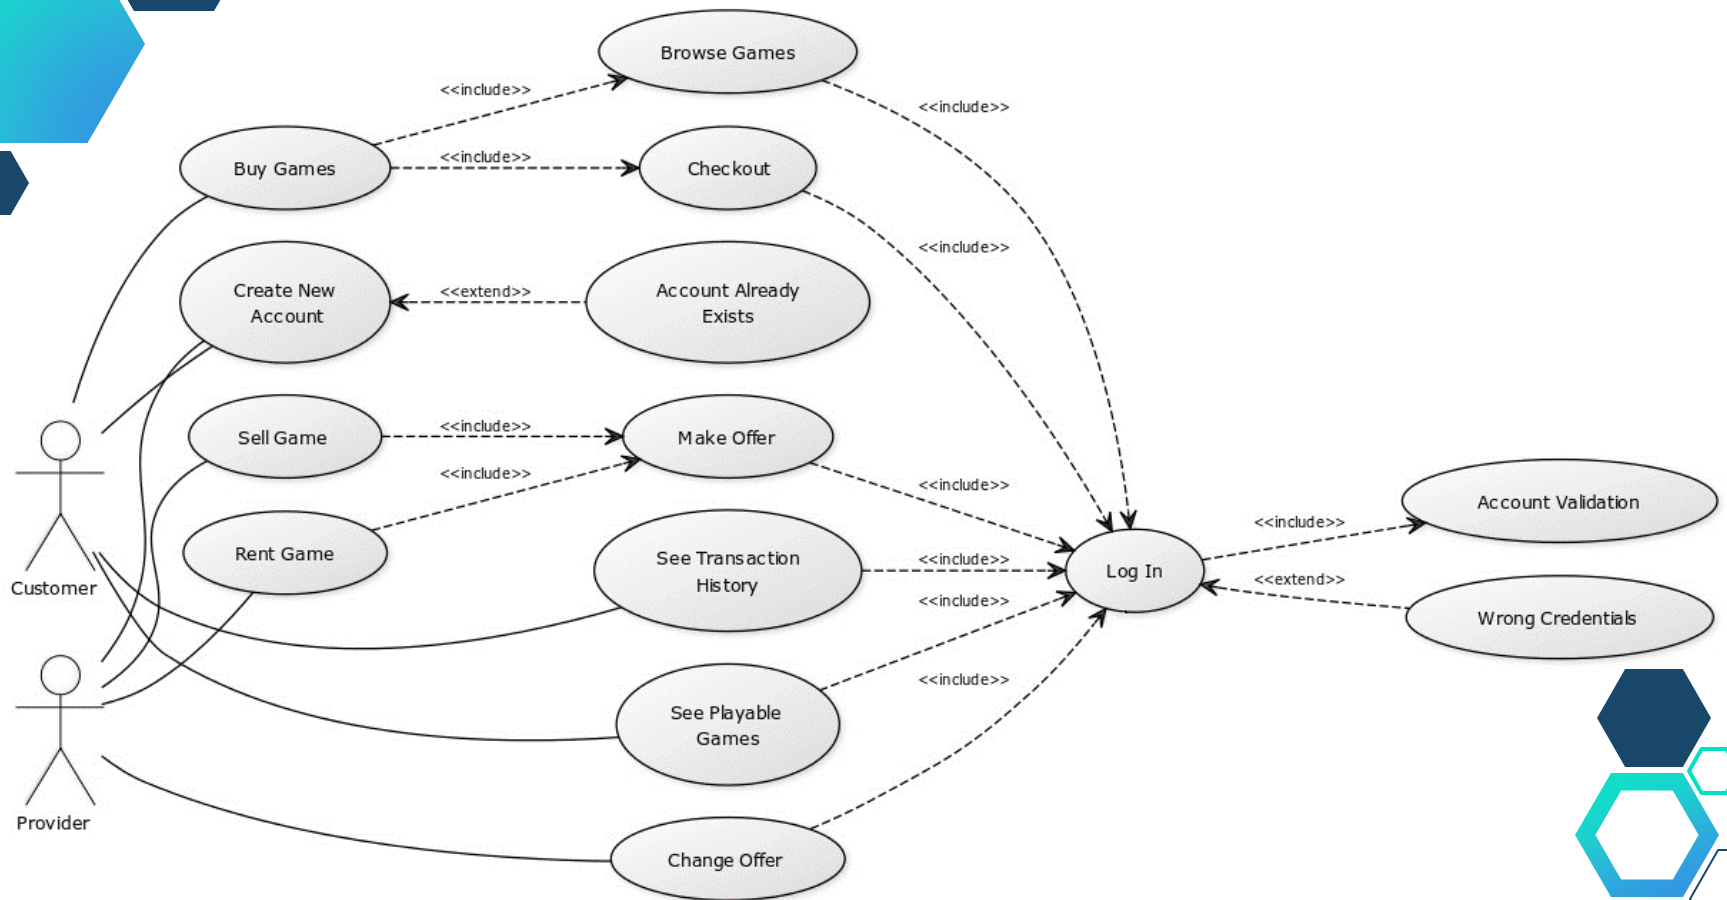 Browse Games
<<include>>
<<include>>
Buy Games
<<include>>
Checkout
<<include>>
Create New
Account
<<extend>>
Account Already
Exists
Sell Game
<<include>>
Make Offer
<<include>>
<<include>>
Rent Game
See Transaction
History
<<include>>
<<include>>
Log In
<<include>>
Account Validation
<<extend>>
Wrong Credentials
Customer
<<include>>
See Playable
Games
Provider
Change Offer